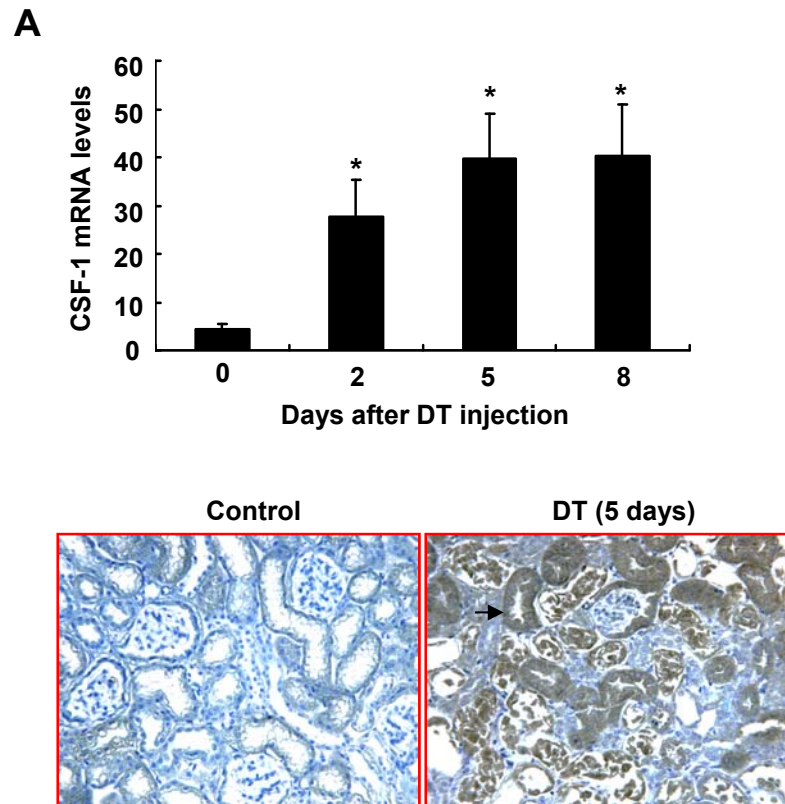 A
CSF-1 mRNA levels
60
50
40
30
20
10
0
*
*
*
0 2 5 8
Days after DT injection
Control DT (5 days)